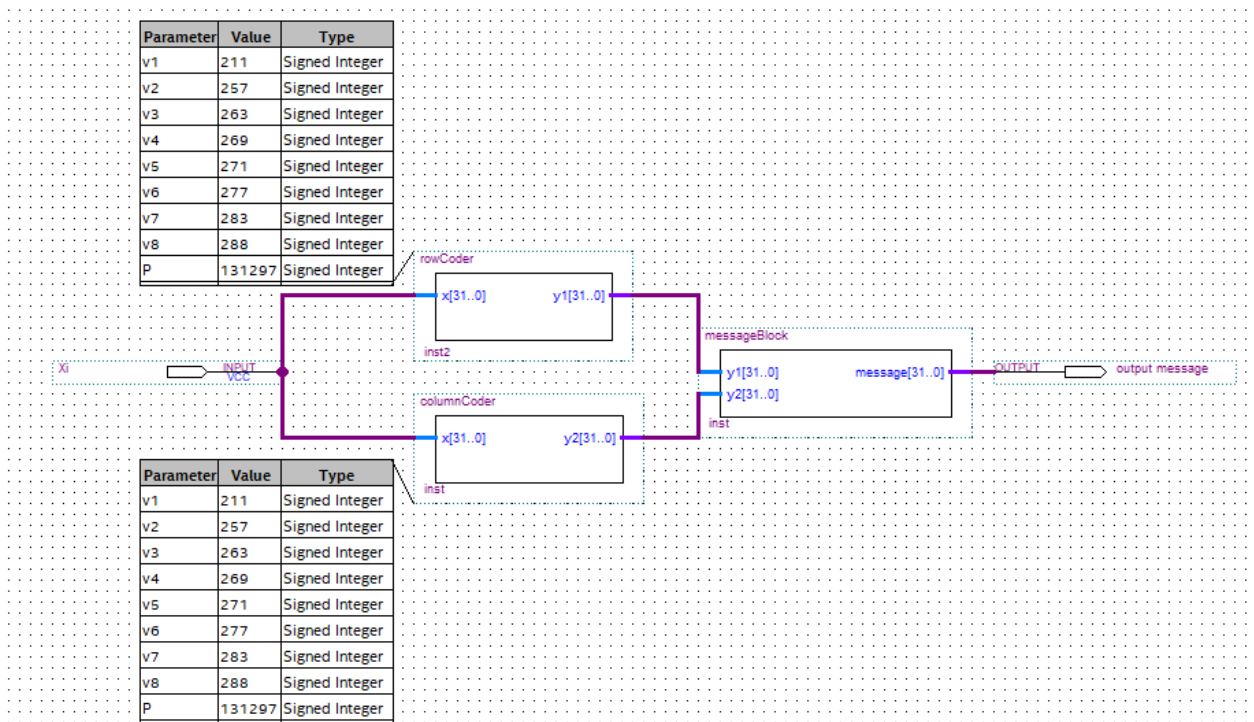 Parameter Value Type
v1 211 Signed Integer
v2 257 Signed Integer
v3 263 Signed Integer
v4 269 Signed Integer
v5 271 Signed Integer
v6 277 Signed Integer
v7 283 Signed Integer
v8 288 Signed Integer
P 131297 Signed Integer
rowCoder
x[31..0] y1[31..0]
inst2
messageBlock
Xi INPUT
VCC
y1[31..0] message[31..0]
y2[31..0]
inst
OUTPUT output message
columnCoder
x[31..0] y2[31..0]
inst
Parameter Value Type
v1 211 Signed Integer
v2 257 Signed Integer
v3 263 Signed Integer
v4 269 Signed Integer
v5 271 Signed Integer
v6 277 Signed Integer
v7 283 Signed Integer
v8 288 Signed Integer
P 131297 Signed Integer